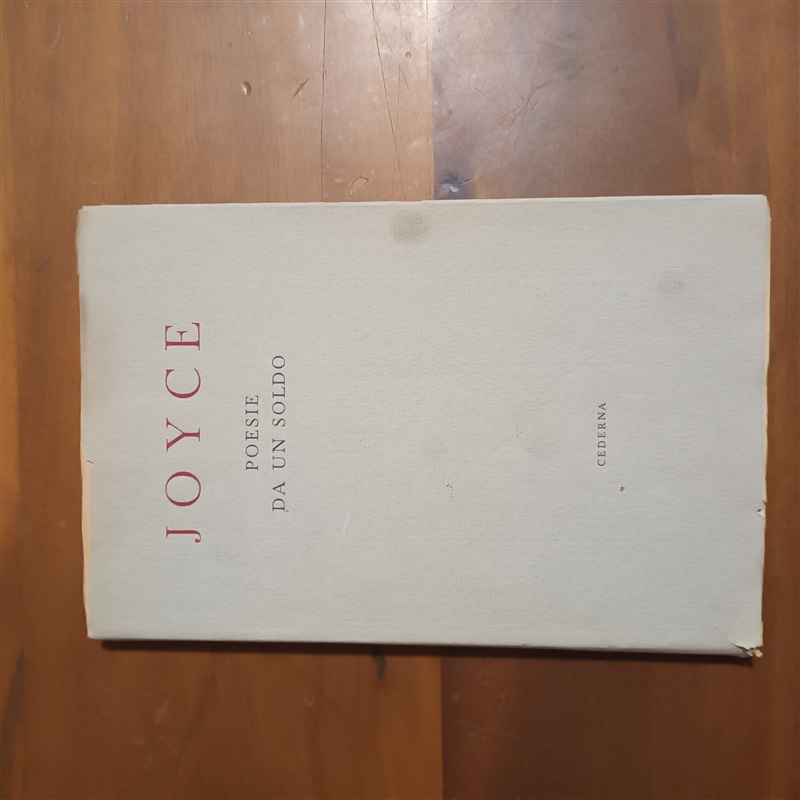 JOYCE
POESIE
DA UN SOLDO
CEDERNA